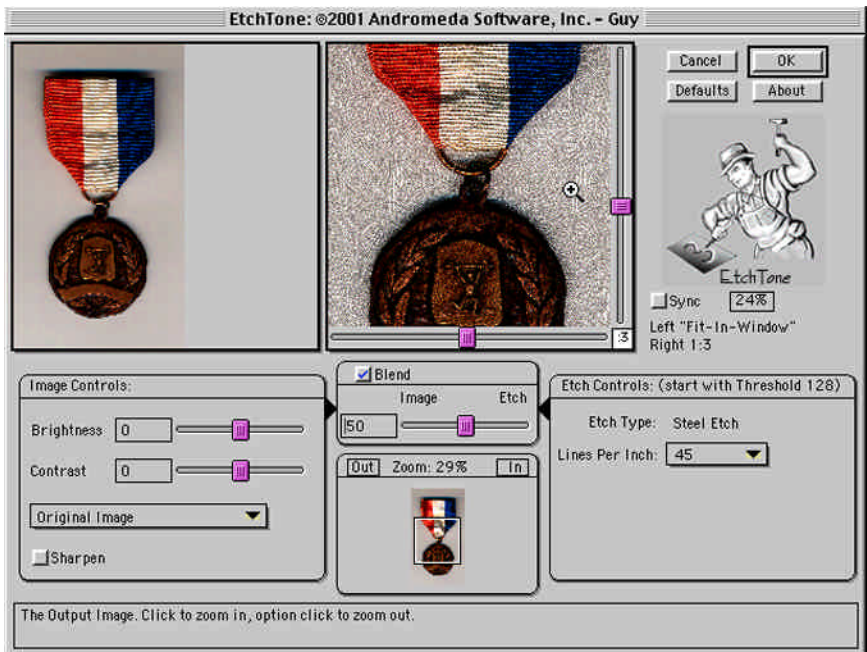 EtchTone: ©2001 Andromeda Software, Inc. - Guy
Cancel
OK
Defaults
About
EtchTone
Sync
24%
Left "Fit-In-Window"
Right 1:3
:3
Image Controls:
Brightness
0
Contrast
0
Original Image
Sharpen
Blend
Image
Etch
50
Out
Zoom: 29%
In
Etch Controls: (start with Threshold 128)
Etch Type:
Steel Etch
Lines Per Inch:
45
The Output Image. Click to zoom in, option click to zoom out.